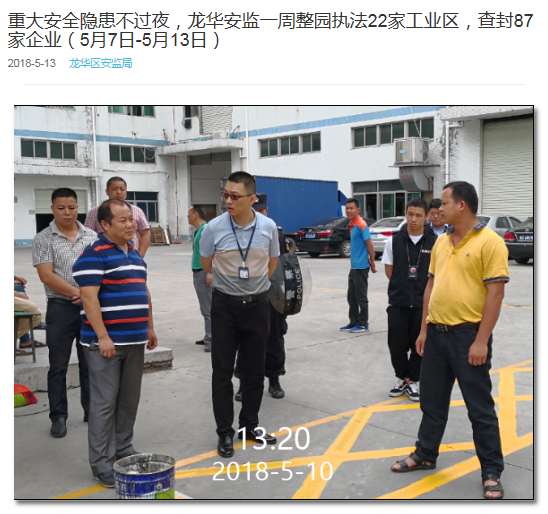 重大安全隐患不过夜，龙华安监一周整园执法22家工业区，查封87
家企业（5月7日-5月13日）
2018-5-13 龙华区安监局
警
POLICE
13:20
2018-5-10